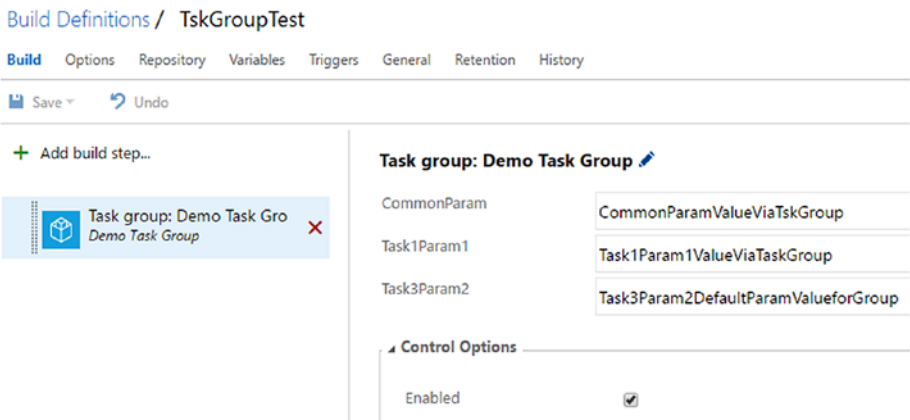 Build Definitions / TskGroupTest
Build Options Repository Variables Triggers General Retention History
Save Undo
Add build step...
Task group: Demo Task Gro
Demo Task Group
Task group: Demo Task Group
CommonParam CommonParamValueViaTskGroup
Task1Param1 Task1Param1ValueViaTaskGroup
Task3Param2 Task3Param2DefaultParamValueforGroup
Control Options
Enabled